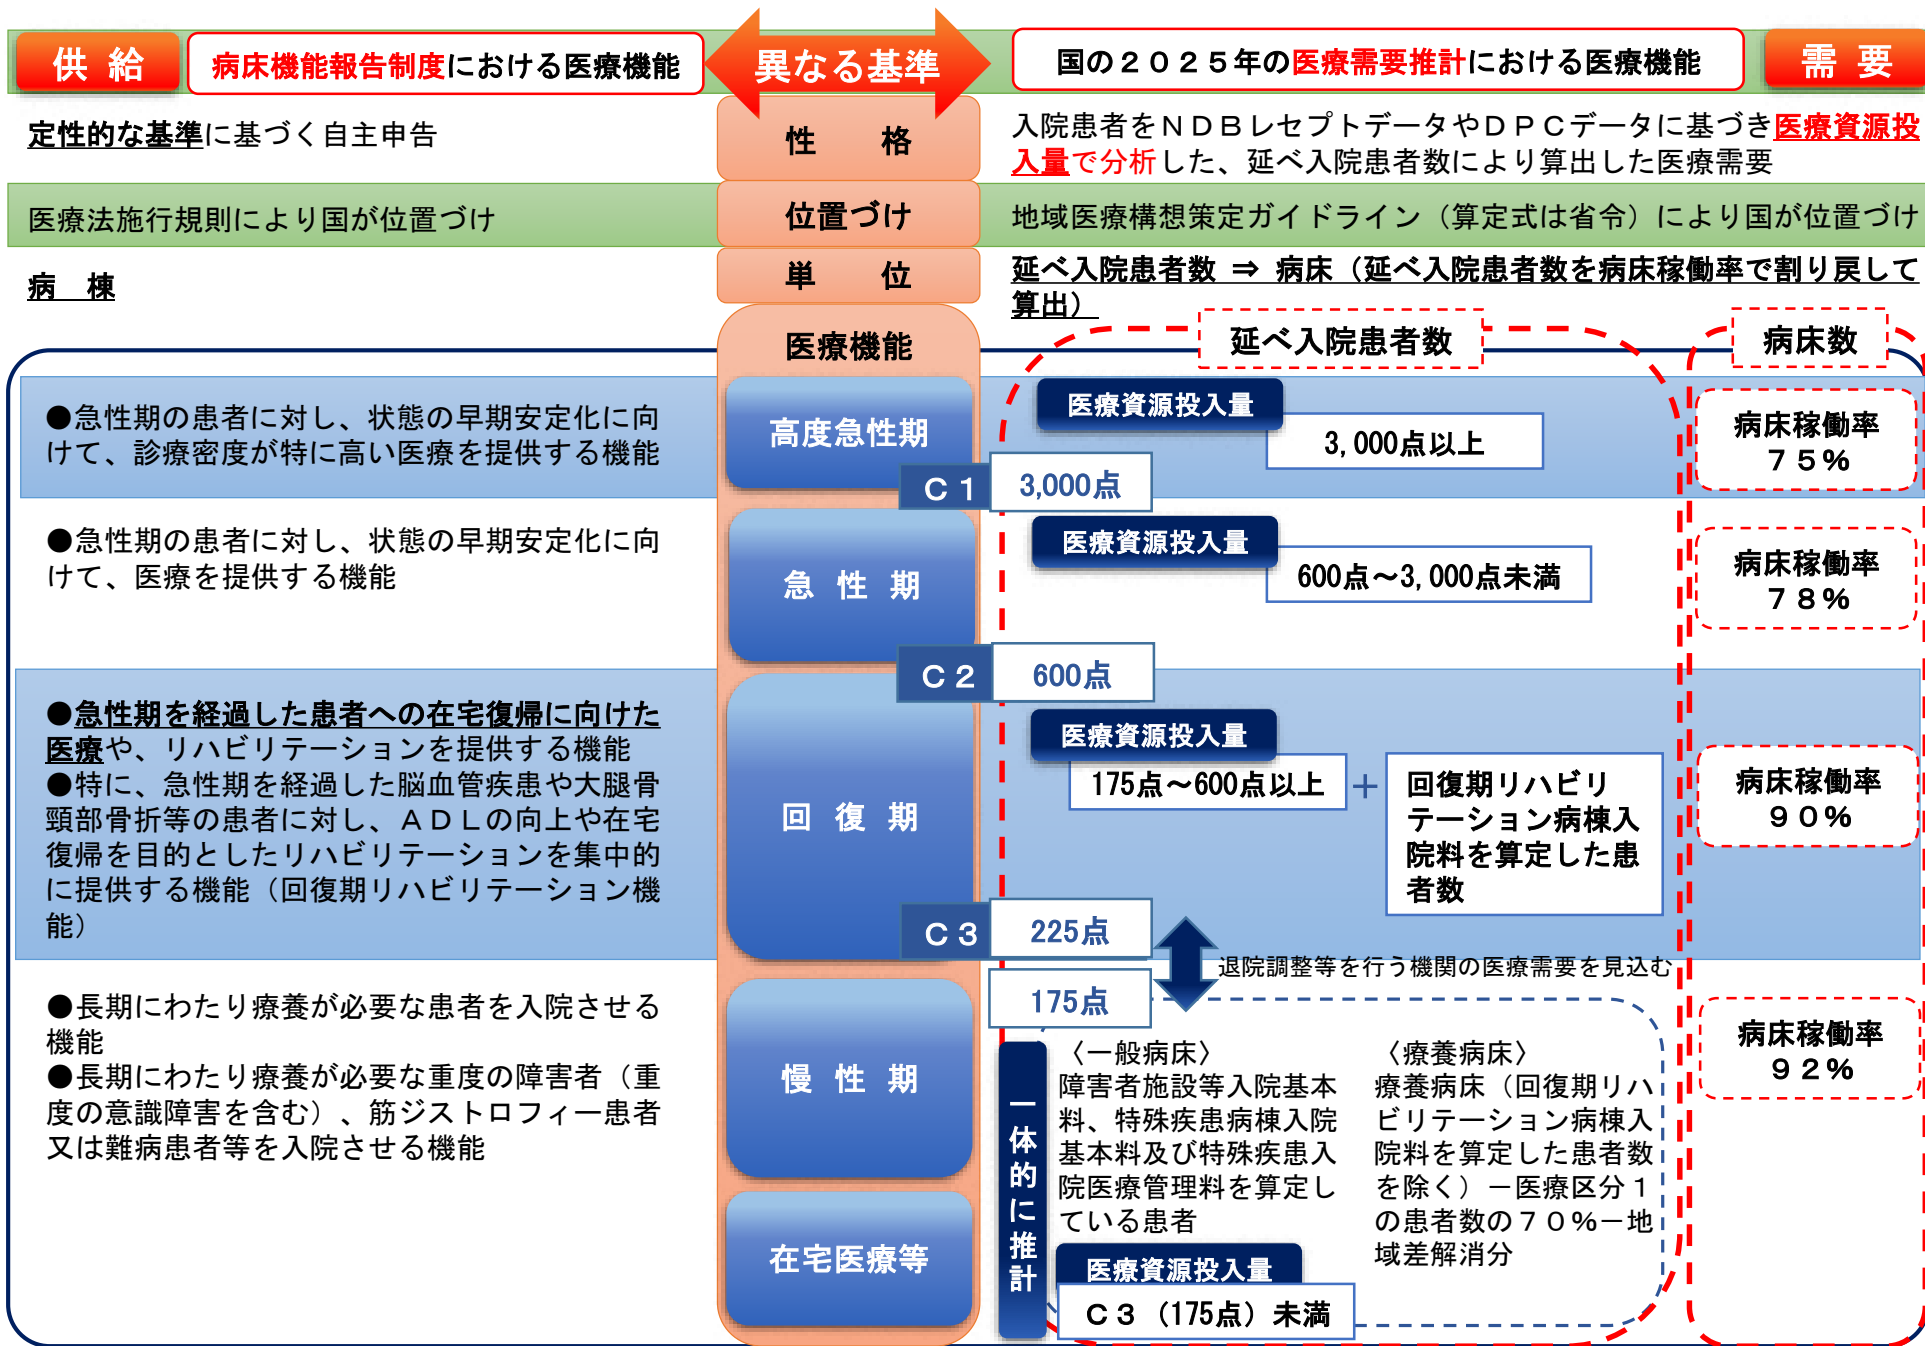 供 給
病床機能報告制度における医療機能
異なる基準
国の２０２５年の医療需要推計における医療機能
需 要
定性的な基準に基づく自主申告
性 格
入院患者をＮＤＢレセプトデータやＤＰＣデータに基づき医療資源投
入量で分析した、延べ入院患者数により算出した医療需要
医療法施行規則により国が位置づけ
位置づけ
地域医療構想策定ガイドライン（算定式は省令）により国が位置づけ
病 棟
単 位
延べ入院患者数 ⇒ 病床（延べ入院患者数を病床稼働率で割り戻して
算出）
医療機能
延べ入院患者数
病床数
●急性期の患者に対し、状態の早期安定化に向
けて、診療密度が特に高い医療を提供する機能
高度急性期
医療資源投入量
3,000点以上
病床稼働率
７５％
Ｃ１
3,000点
●急性期の患者に対し、状態の早期安定化に向
けて、医療を提供する機能
急 性 期
医療資源投入量
600点～3,000点未満
病床稼働率
７８％
Ｃ２
600点
●急性期を経過した患者への在宅復帰に向けた
医療や、リハビリテーションを提供する機能
●特に、急性期を経過した脳血管疾患や大腿骨
頸部骨折等の患者に対し、ＡＤＬの向上や在宅
復帰を目的としたリハビリテーションを集中的
に提供する機能（回復期リハビリテーション機
能）
回 復 期
医療資源投入量
175点～600点以上
＋
回復期リハビリ
テーション病棟入
院料を算定した患
者数
病床稼働率
９０％
Ｃ３
225点
退院調整等を行う機関の医療需要を見込む
175点
●長期にわたり療養が必要な患者を入院させる
機能
●長期にわたり療養が必要な重度の障害者（重
度の意識障害を含む）、筋ジストロフィー患者
又は難病患者等を入院させる機能
慢 性 期
在宅医療等
一体的に推計
〈一般病床〉
障害者施設等入院基本
料、特殊疾患病棟入院
基本料及び特殊疾患入
院医療管理料を算定し
ている患者
〈療養病床〉
療養病床（回復期リハ
ビリテーション病棟入
院料を算定した患者数
を除く）－医療区分１
の患者数の７０％－地
域差解消分
医療資源投入量
Ｃ３（175点）未満
病床稼働率
９２％